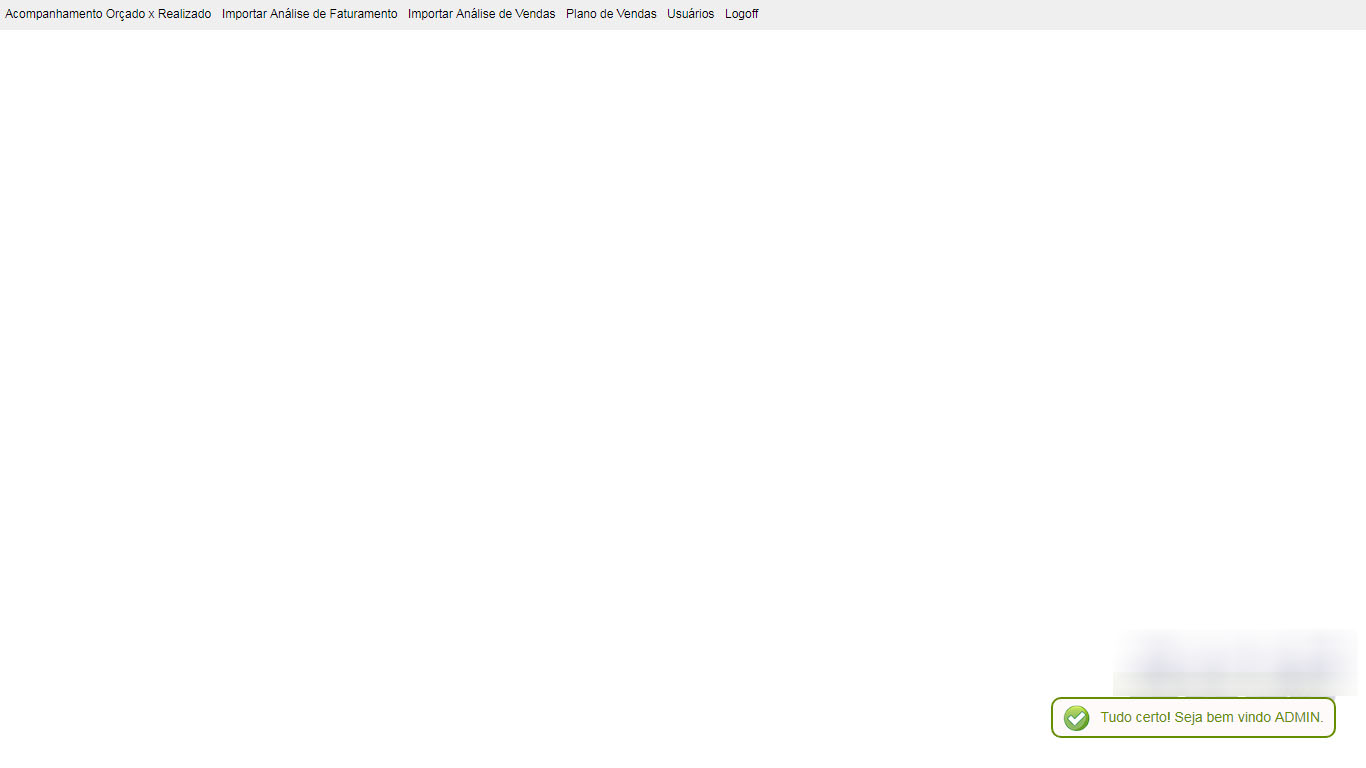 Acompanhamento Orçado x Realizado Importar Análise de Faturamento Importar Análise de Vendas Plano de Vendas Usuários Logoff
Tudo certo! Seja bem vindo ADMIN.